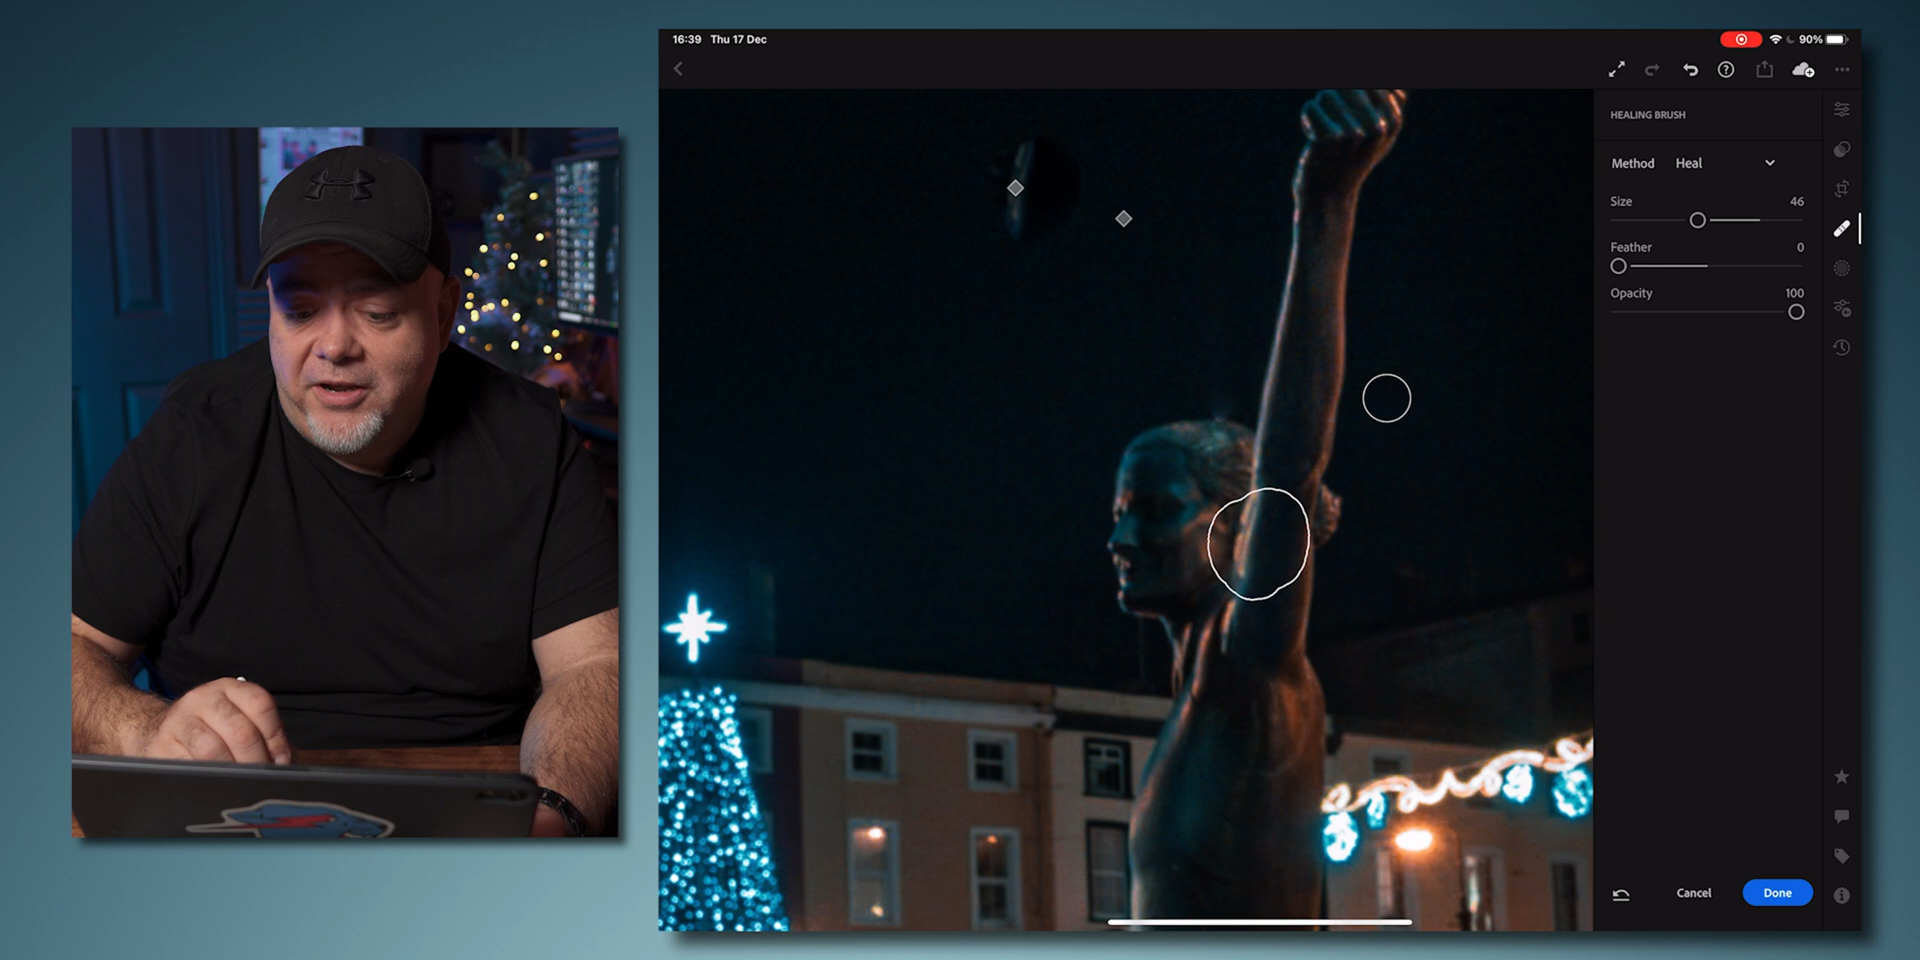 16:39 Thu 17 Dec
90%
HEALING BRUSH
Method Heal
Size 46
Feather 0
Opacity 100
Cancel Done